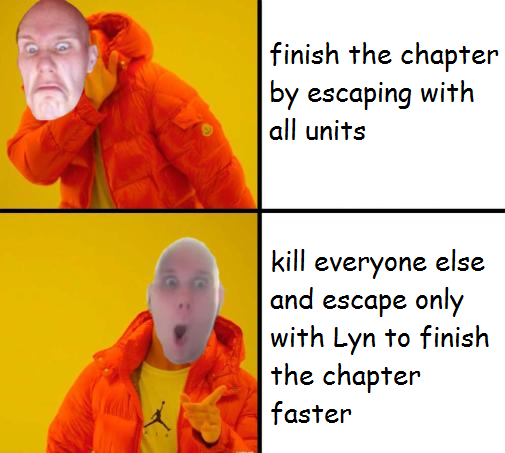 finish the chapter
by escaping with
all units
kill everyone else
and escape only
with Lyn to finish
the chapter
faster